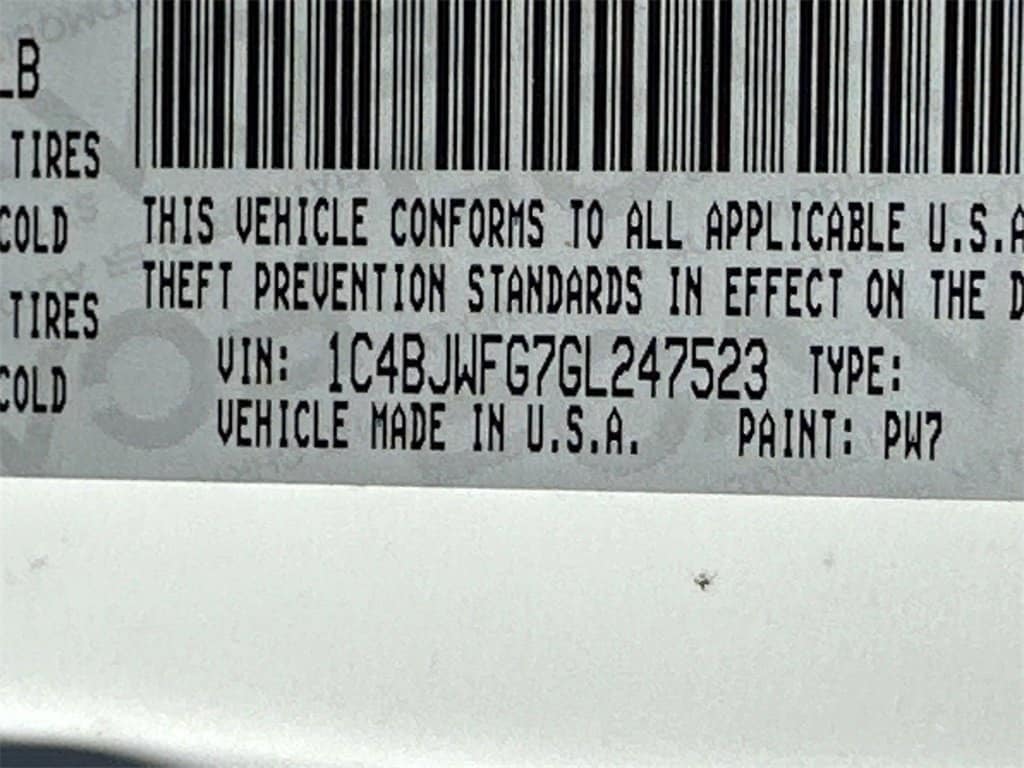 LB
TIRES
COLD
TIRES
COLD
THIS VEHICLE CONFORMS TO ALL APPLICABLE U.S.A
THEFT PREVENTION STANDARDS IN EFFECT ON THE D
VIN: 1C4BJWFG7GL247523 TYPE:
VEHICLE MADE IN U.S.A. PAINT: PW7